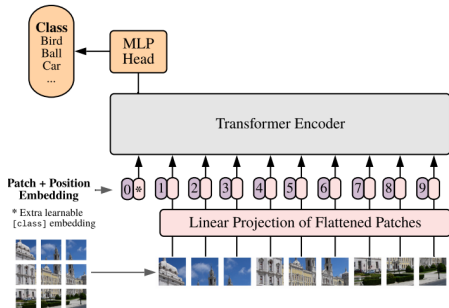 Class
Bird
Ball
Car
...
MLP
Head
Transformer Encoder
Patch + Position
Embedding
0 * 1 2 3 4 5 6 7 8 9
* Extra learnable
[class] embedding
Linear Projection of Flattened Patches